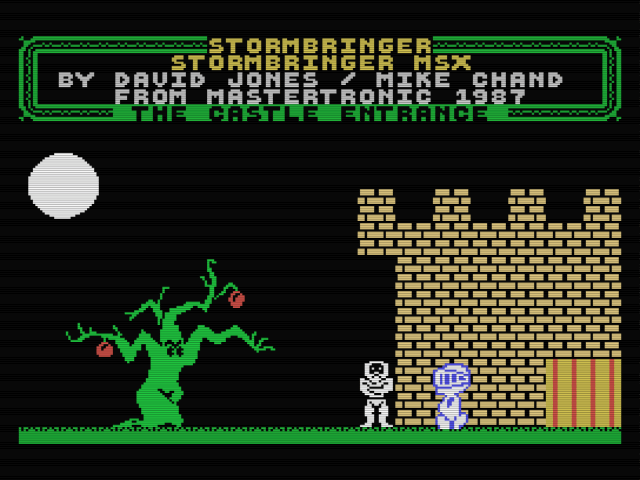 STORMBRINGER
STORMBRINGER MSX
BY DAVID JONES / MIKE CHAND
FROM MASTERTRONIC 1987
THE CASTLE ENTRANCE